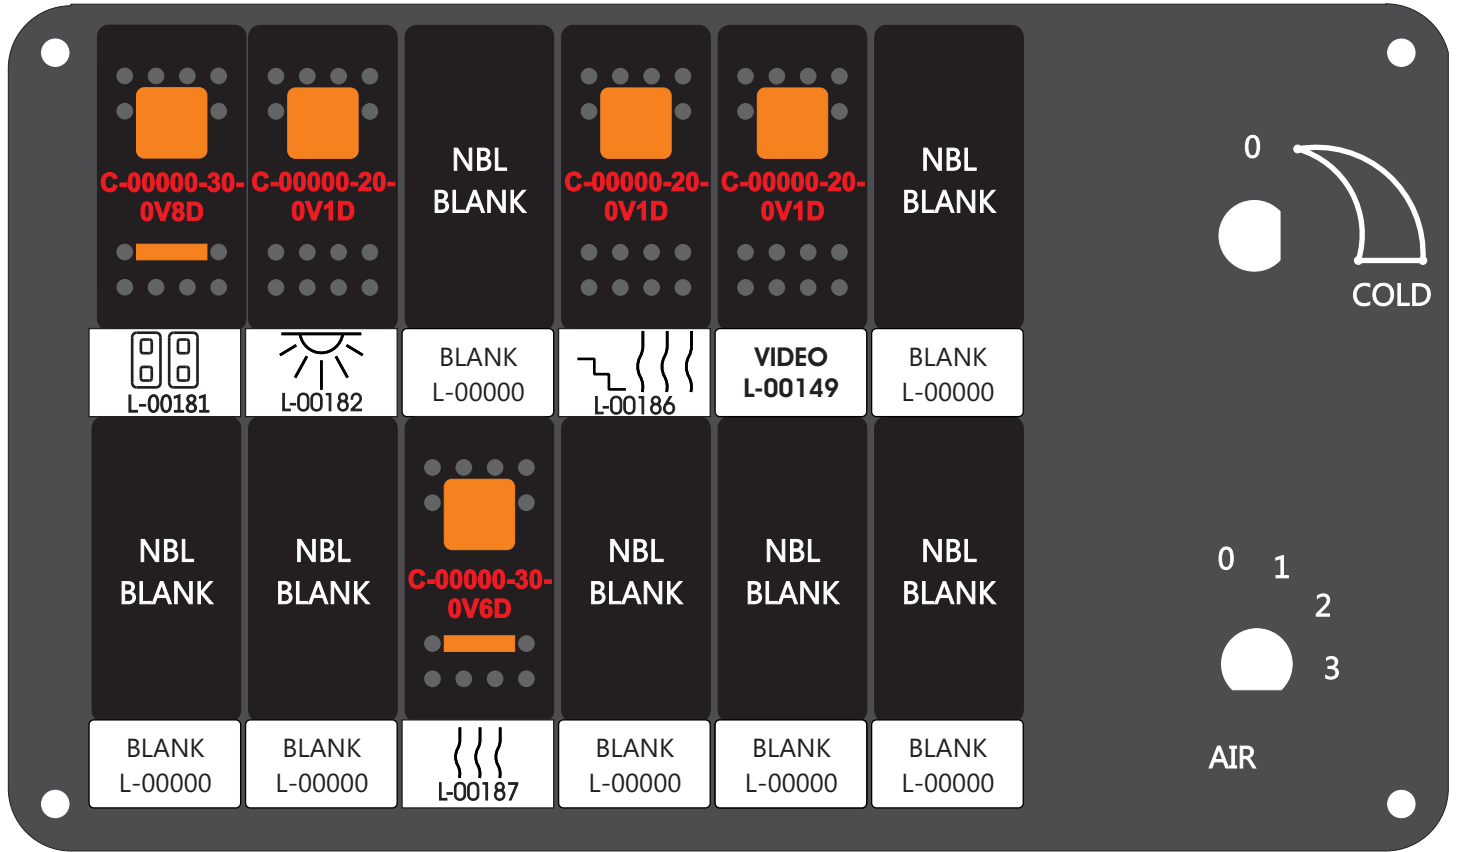 C-00000-30-
0V8D
C-00000-20-
0V1D
NBL
BLANK
C-00000-20-
0V1D
C-00000-20-
0V1D
NBL
BLANK
L-00181
L-00182
BLANK
L-00000
L-00186
VIDEO
L-00149
BLANK
L-00000
NBL
BLANK
NBL
BLANK
C-00000-30-
0V6D
NBL
BLANK
NBL
BLANK
NBL
BLANK
BLANK
L-00000
BLANK
L-00000
L-00187
BLANK
L-00000
BLANK
L-00000
BLANK
L-00000
0
COLD
0
1
2
3
AIR